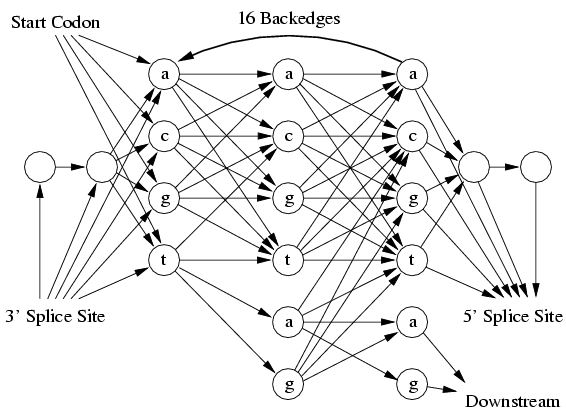 16 Backedges
Start Codon
a a a
c c c
g g g
t t t
3' Splice Site
5' Splice Site
a a
g g
Downstream